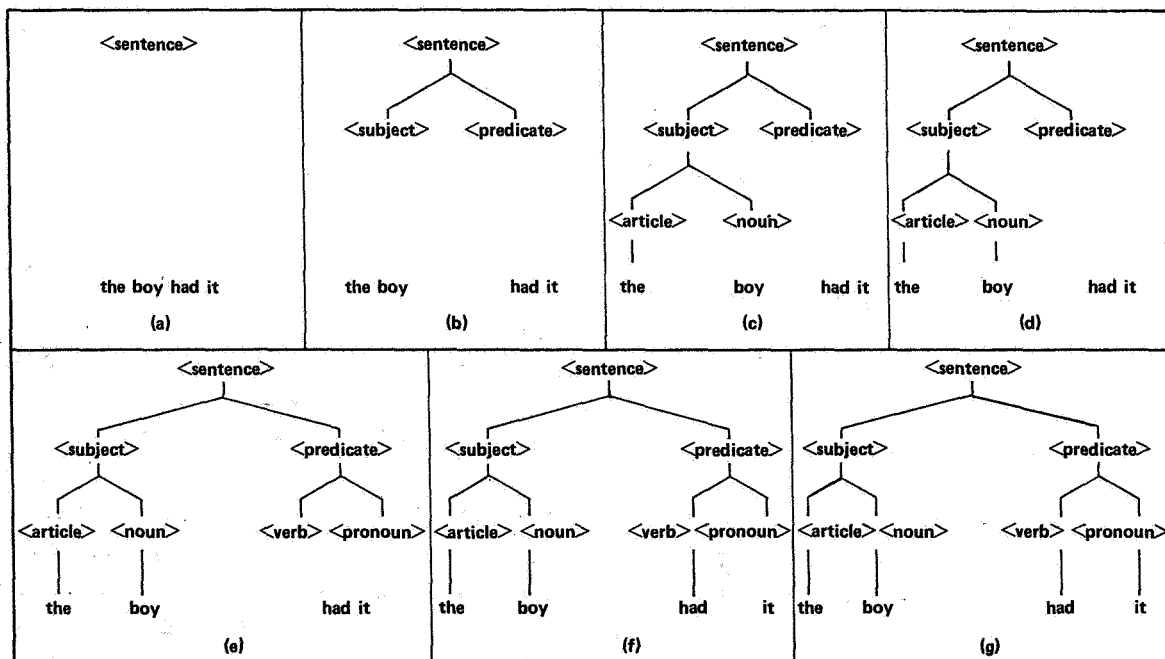 <sentence>
the boy had it
(a)
<sentence>
<subject> <predicate>
the boy had it
(b)
<sentence>
<subject> <predicate>
<article> <noun>
the boy had it
(c)
<sentence>
<subject> <predicate>
<article> <noun>
the boy had it
(d)
<sentence>
<subject> <predicate>
<article> <noun> <verb> <pronoun>
the boy had it
(e)
<sentence>
<subject> <predicate>
<article> <noun> <verb> <pronoun>
the boy had it
(f)
<sentence>
<subject> <predicate>
<article> <noun> <verb> <pronoun>
the boy had it
(g)